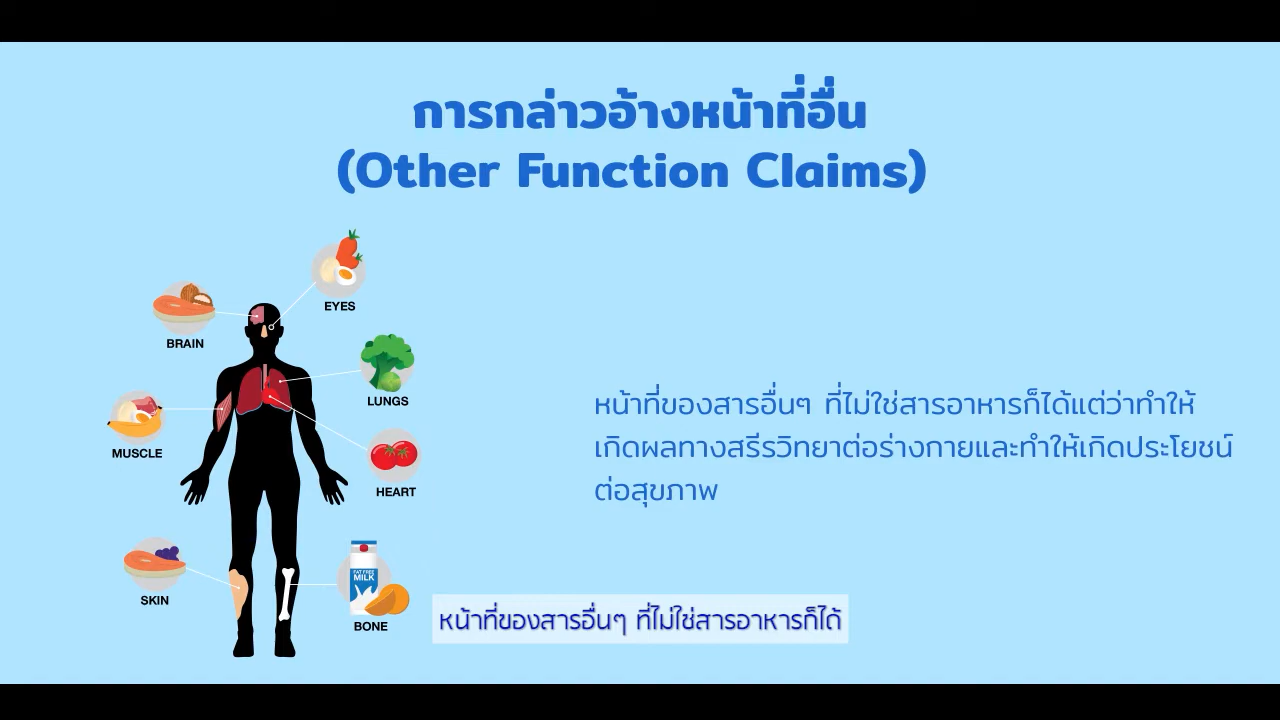 การกล่าวอ้างหน้าที่อื่น
(Other Function Claims)
EYES
BRAIN
LUNGS
MUSCLE
HEART
หน้าที่ของสารอื่นๆ ที่ไม่ใช่สารอาหารก็ได้แต่ว่าทำให้
เกิดผลทางสรีรวิทยาต่อร่างกายและทำให้เกิดประโยชน์
ต่อสุขภาพ
SKIN
FAT FREE
MILK
BONE
หน้าที่ของสารอื่นๆ ที่ไม่ใช่สารอาหารก็ได้